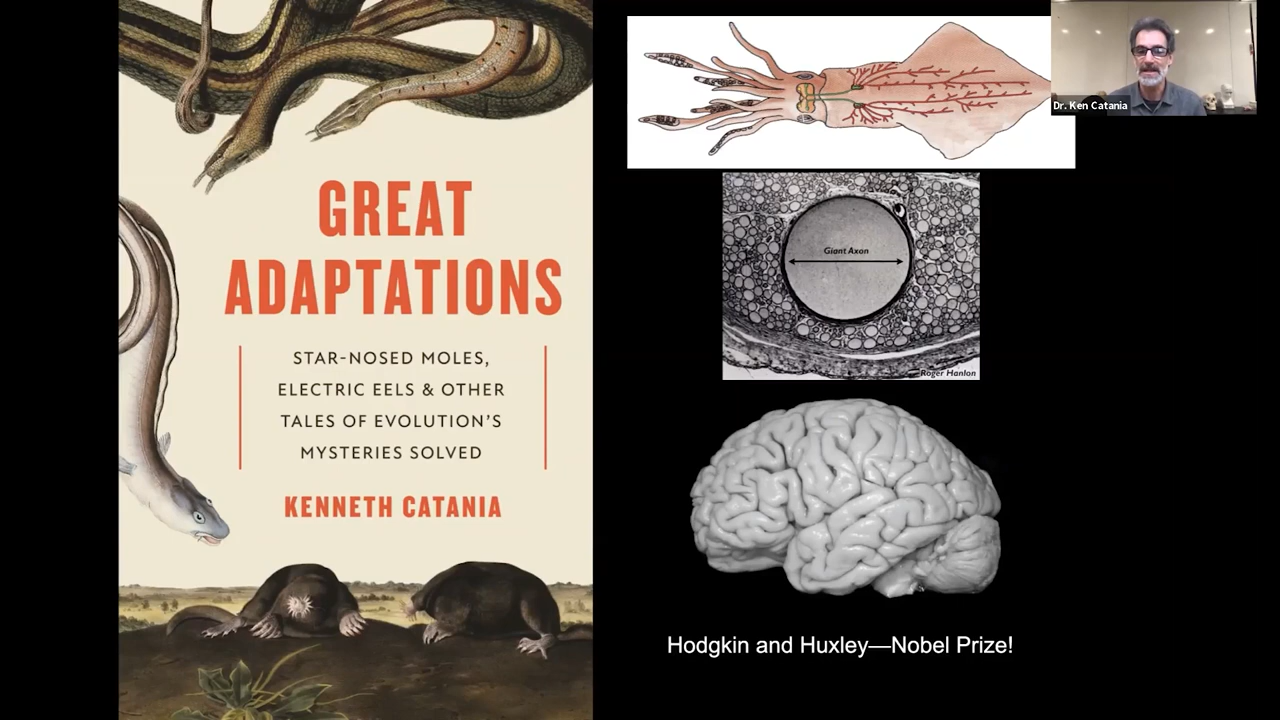 GREAT
ADAPTATIONS
STAR-NOSED MOLES,
ELECTRIC EELS & OTHER
TALES OF EVOLUTION'S
MYSTERIES SOLVED
KENNETH CATANIA
Dr. Ken Catania
Giant Axon
Roger Hanlon
Hodgkin and Huxley—Nobel Prize!